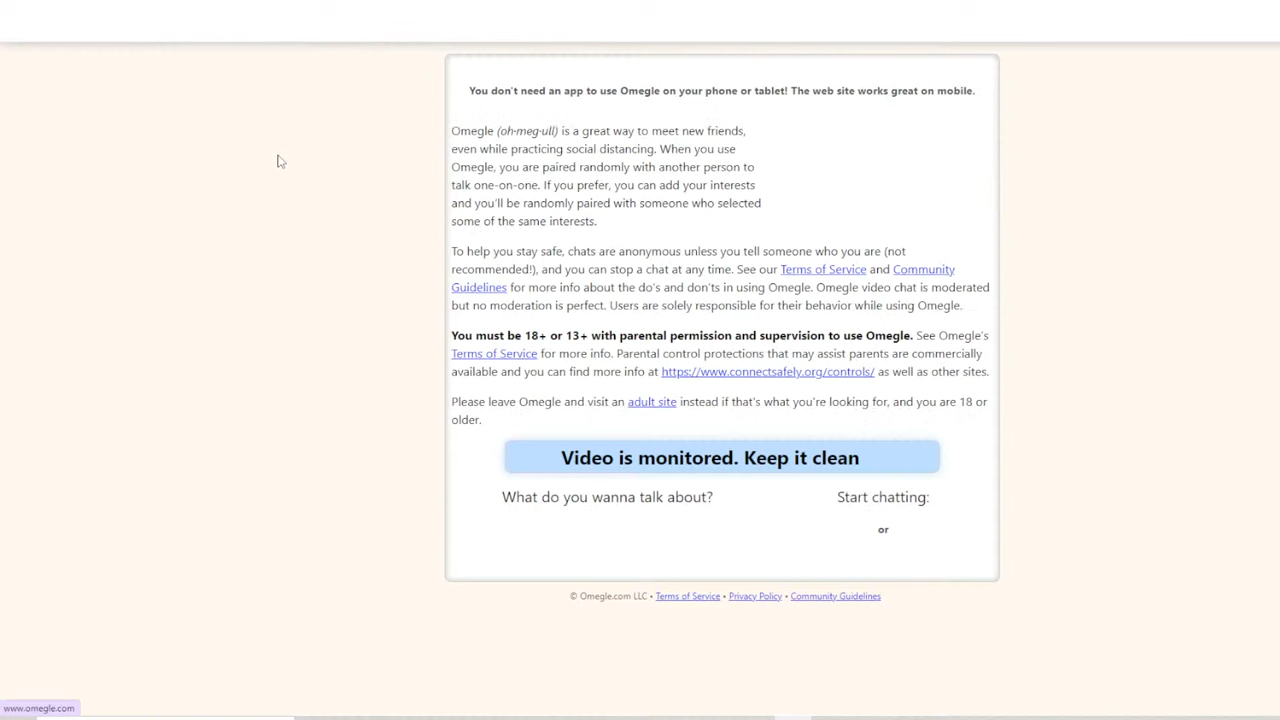 You don't need an app to use Omegle on your phone or tablet! The web site works great on mobile.
Omegle (oh-meg-ull) is a great way to meet new friends,
even while practicing social distancing. When you use
Omegle, you are paired randomly with another person to
talk one-on-one. If you prefer, you can add your interests
and you'll be randomly paired with someone who selected
some of the same interests.
To help you stay safe, chats are anonymous unless you tell someone who you are (not
recommended!), and you can stop a chat at any time. See our Terms of Service and Community
Guidelines for more info about the do's and don'ts in using Omegle. Omegle video chat is moderated
but no moderation is perfect. Users are solely responsible for their behavior while using Omegle.
You must be 18+ or 13+ with parental permission and supervision to use Omegle. See Omegle's
Terms of Service for more info. Parental control protections that may assist parents are commercially
available and you can find more info at https://www.connectsafely.org/controls/ as well as other sites.
Please leave Omegle and visit an adult site instead if that's what you're looking for, and you are 18 or
older.
Video is monitored. Keep it clean
What do you wanna talk about? Start chatting:
or
© Omegle.com LLC • Terms of Service • Privacy Policy • Community Guidelines
www.omegle.com